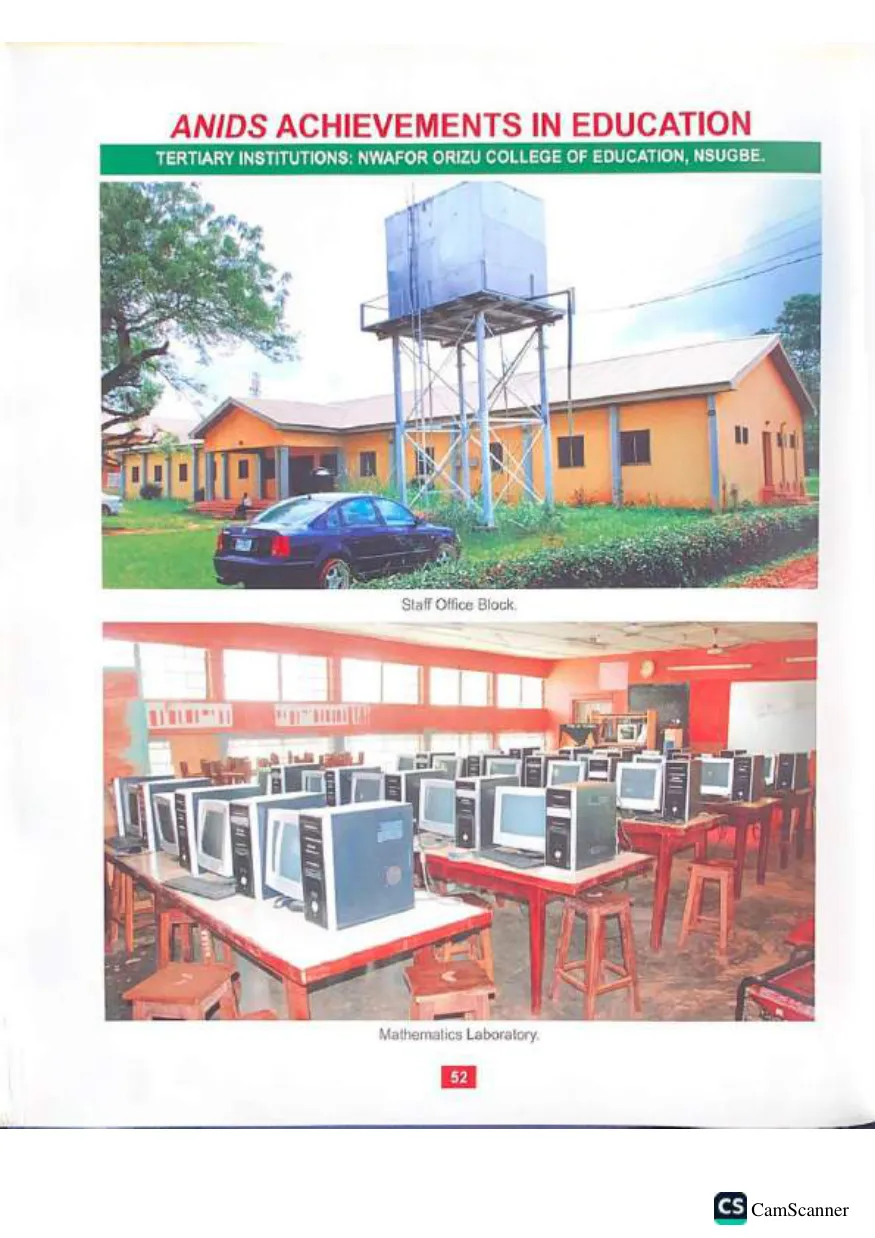 ANIDS ACHIEVEMENTS IN EDUCATION
TERTIARY INSTITUTIONS: NWAFOR ORIZU COLLEGE OF EDUCATION, NSUGBE.
Staff Office Block.
Mathematics Laboratory.
52
CS CamScanner